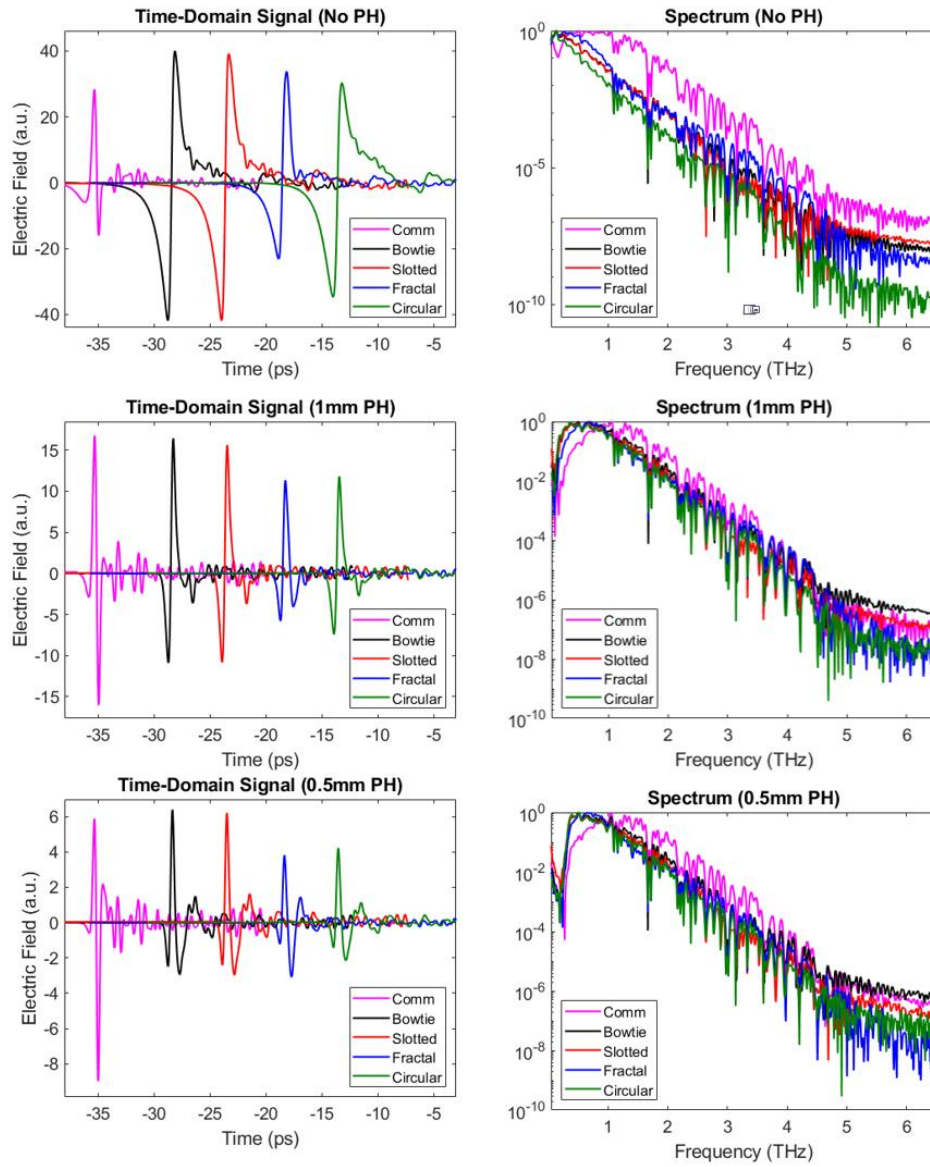 Time-Domain Signal (No PH)
Electric Field (a.u.)
40
20
0
-20
-40
-35 -30 -25 -20 -15 -10 -5
Time (ps)
Comm
Bowtie
Slotted
Fractal
Circular
Spectrum (No PH)
10^0
10^-5
10^-10
1 2 3 4 5 6
Frequency (THz)
Comm
Bowtie
Slotted
Fractal
Circular
Time-Domain Signal (1mm PH)
Electric Field (a.u.)
15
10
5
0
-5
-10
-15
-35 -30 -25 -20 -15 -10 -5
Time (ps)
Comm
Bowtie
Slotted
Fractal
Circular
Spectrum (1mm PH)
10^0
10^-2
10^-4
10^-6
10^-8
10^-10
1 2 3 4 5 6
Frequency (THz)
Comm
Bowtie
Slotted
Fractal
Circular
Time-Domain Signal (0.5mm PH)
Electric Field (a.u.)
6
4
2
0
-2
-4
-6
-8
-35 -30 -25 -20 -15 -10 -5
Time (ps)
Comm
Bowtie
Slotted
Fractal
Circular
Spectrum (0.5mm PH)
10^0
10^-2
10^-4
10^-6
10^-8
10^-10
1 2 3 4 5 6
Frequency (THz)
Comm
Bowtie
Slotted
Fractal
Circular